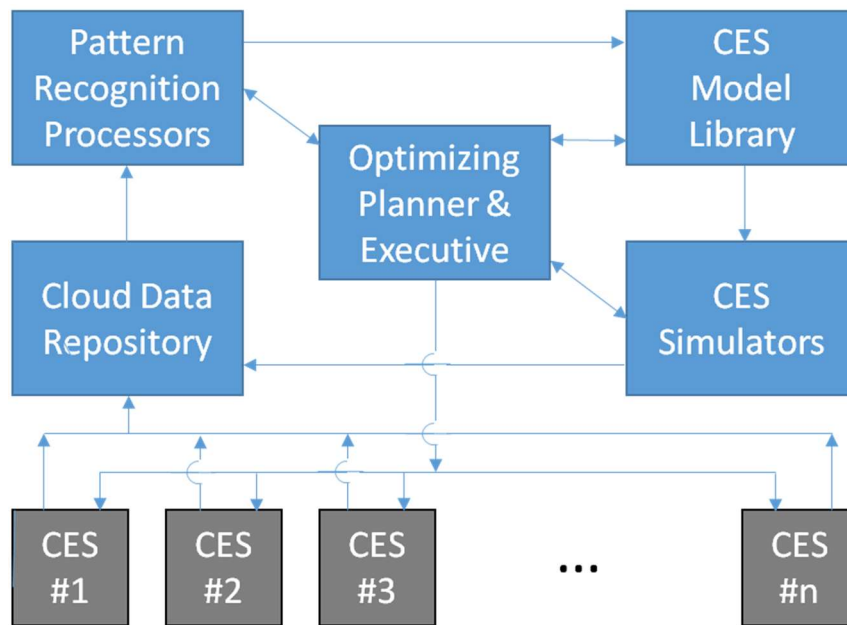 Pattern
Recognition
Processors
CES
Model
Library
Optimizing
Planner &
Executive
Cloud Data
Repository
CES
Simulators
CES
#1
CES
#2
CES
#3
...
CES
#n